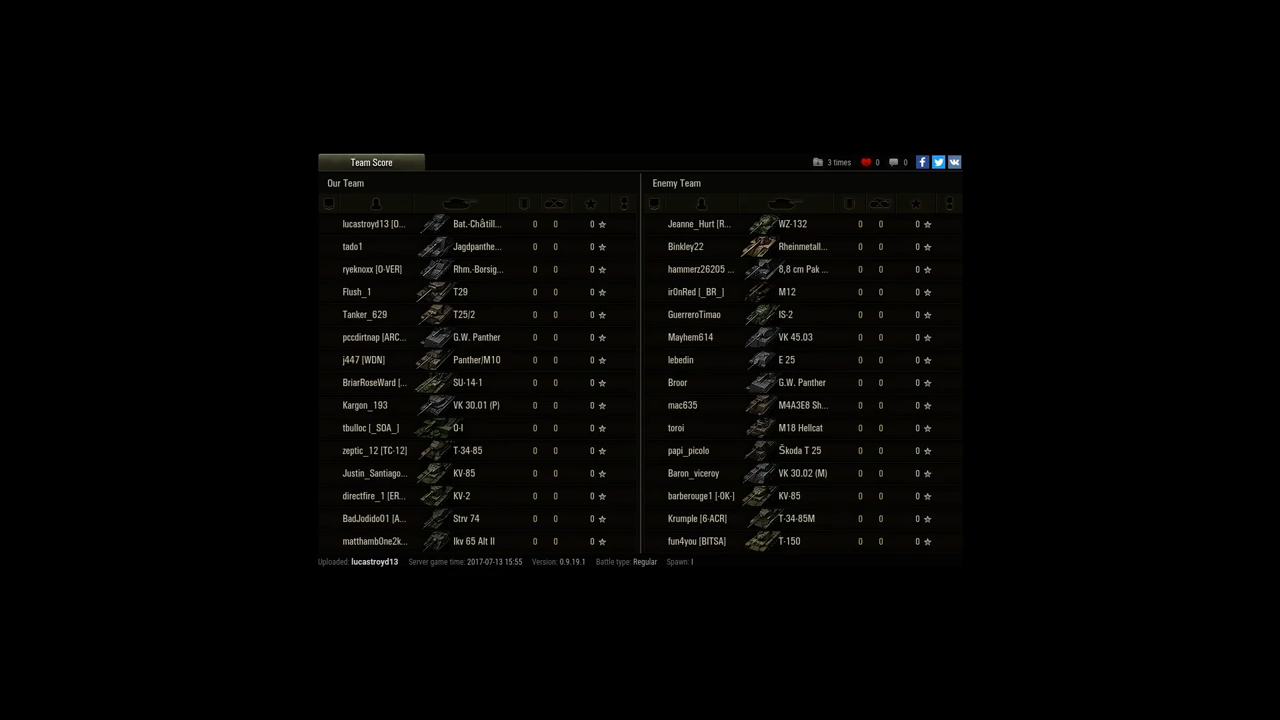 Team Score 3 times 0 0
Our Team Enemy Team
lucastroyd13 [O... Bat.-Châtill... 0 0 0 Jeanne_Hurt [R... WZ-132 0 0 0
tado1 Jagdpanthe... 0 0 0 Binkley22 Rheinmetall... 0 0 0
ryeknoxx [O-VER] Rhm.-Borsig... 0 0 0 hammerz26205 ... 8,8 cm Pak ... 0 0 0
Flush_1 T29 0 0 0 ir0nRed [_BR_] M12 0 0 0
Tanker_629 T25/2 0 0 0 GuerreroTimao IS-2 0 0 0
pccdirtnap [ARC... G.W. Panther 0 0 0 Mayhem614 VK 45.03 0 0 0
j447 [WDN] Panther/M10 0 0 0 lebedin E 25 0 0 0
BriarRoseWard [... SU-14-1 0 0 0 Broor G.W. Panther 0 0 0
Kargon_193 VK 30.01 (P) 0 0 0 mac635 M4A3E8 Sh... 0 0 0
tbulloc [_SOA_] O-I 0 0 0 toroi M18 Hellcat 0 0 0
zeptic_12 [TC-12] T-34-85 0 0 0 papi_picolo Škoda T 25 0 0 0
Justin_Santiago... KV-85 0 0 0 Baron_viceroy VK 30.02 (M) 0 0 0
directfire_1 [ER... KV-2 0 0 0 barberouge1 [-OK-] KV-85 0 0 0
BadJodido01 [A... Strv 74 0 0 0 Krumple [6-ACR] T-34-85M 0 0 0
matthamb0ne2k... Ikv 65 Alt II 0 0 0 fun4you [BITSA] T-150 0 0 0
Uploaded: lucastroyd13 Server game time: 2017-07-13 15:55 Version: 0.9.19.1 Battle type: Regular Spawn: I